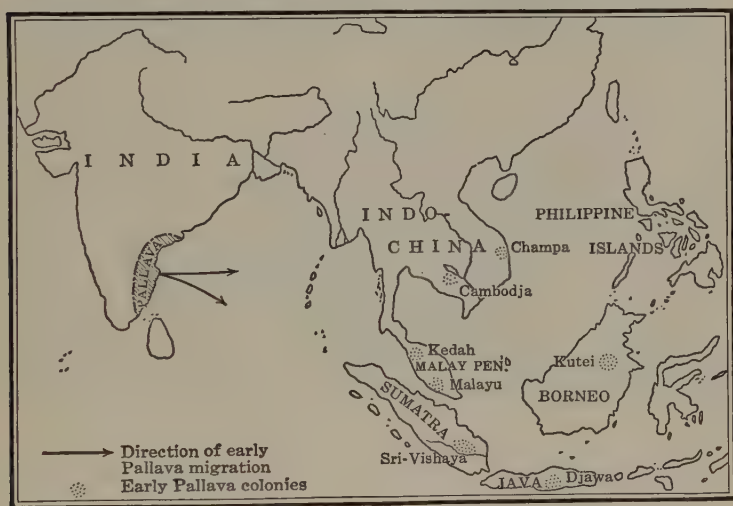 INDIA
INDO-
CHINA
PHILIPPINE
ISLANDS
PALLAVA
Champa
Cambodja
Kedah
MALAY PEN.
Malayu
Kutei
BORNEO
SUMATRA
Sri-Vishaya
JAVA
Djawa
Direction of early
Pallava migration
Early Pallava colonies